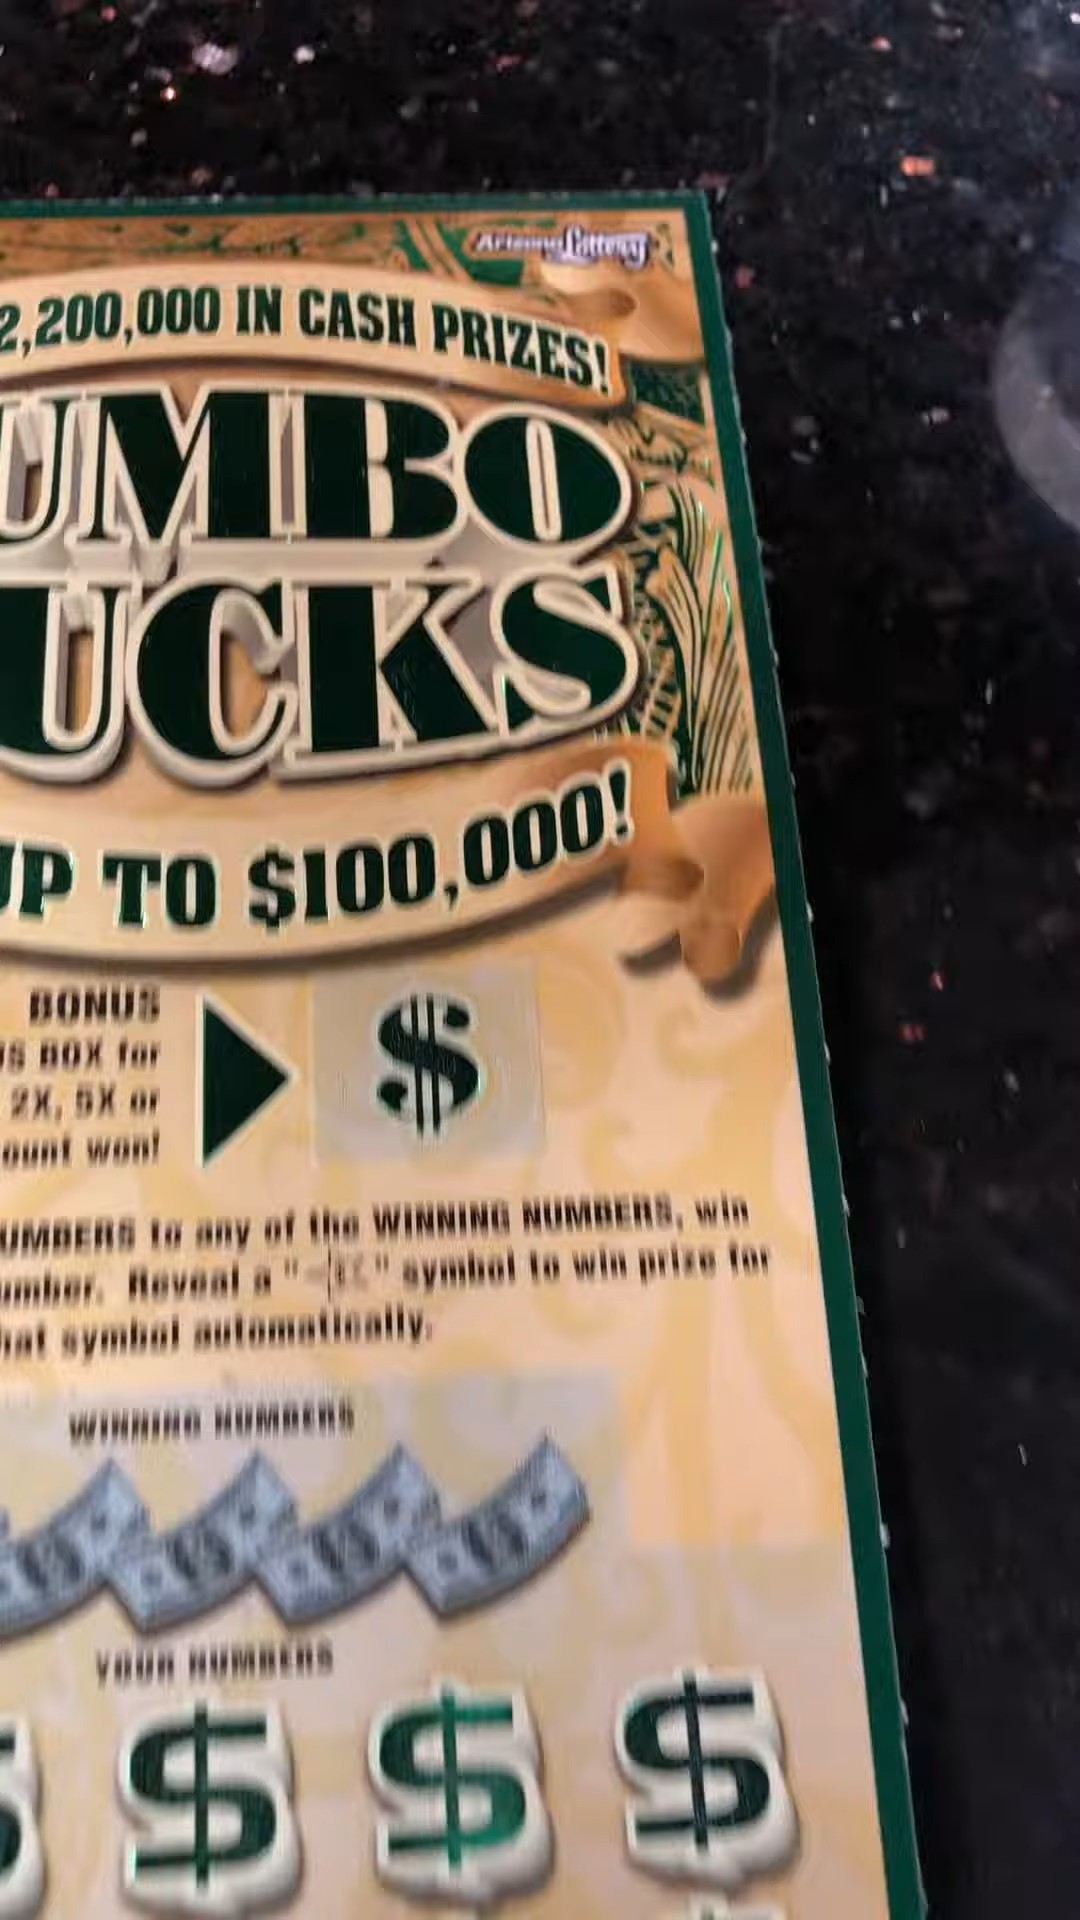 Arizona Lottery
2,200,000 IN CASH PRIZES!
UMBO
UCKS
UP TO $100,000!
BONUS
US BOX for
2X, 5X or
ount won!
UMBERS to any of the WINNING NUMBERS, win
umber. Reveal a " " symbol to win prize for
hat symbol automatically.
WINNING NUMBERS
YOUR NUMBERS